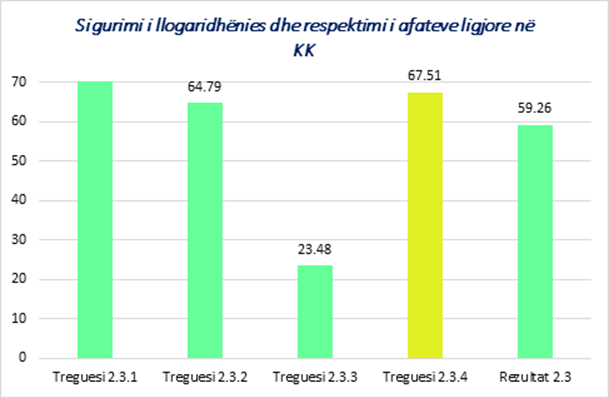 Sigurimi i llogaridhënies dhe respektimi i afateve ligjore në
KK
70
60
50
40
30
20
10
0
64.79
23.48
67.51
59.26
Treguesi 2.3.1
Treguesi 2.3.2
Treguesi 2.3.3
Treguesi 2.3.4
Rezultat 2.3